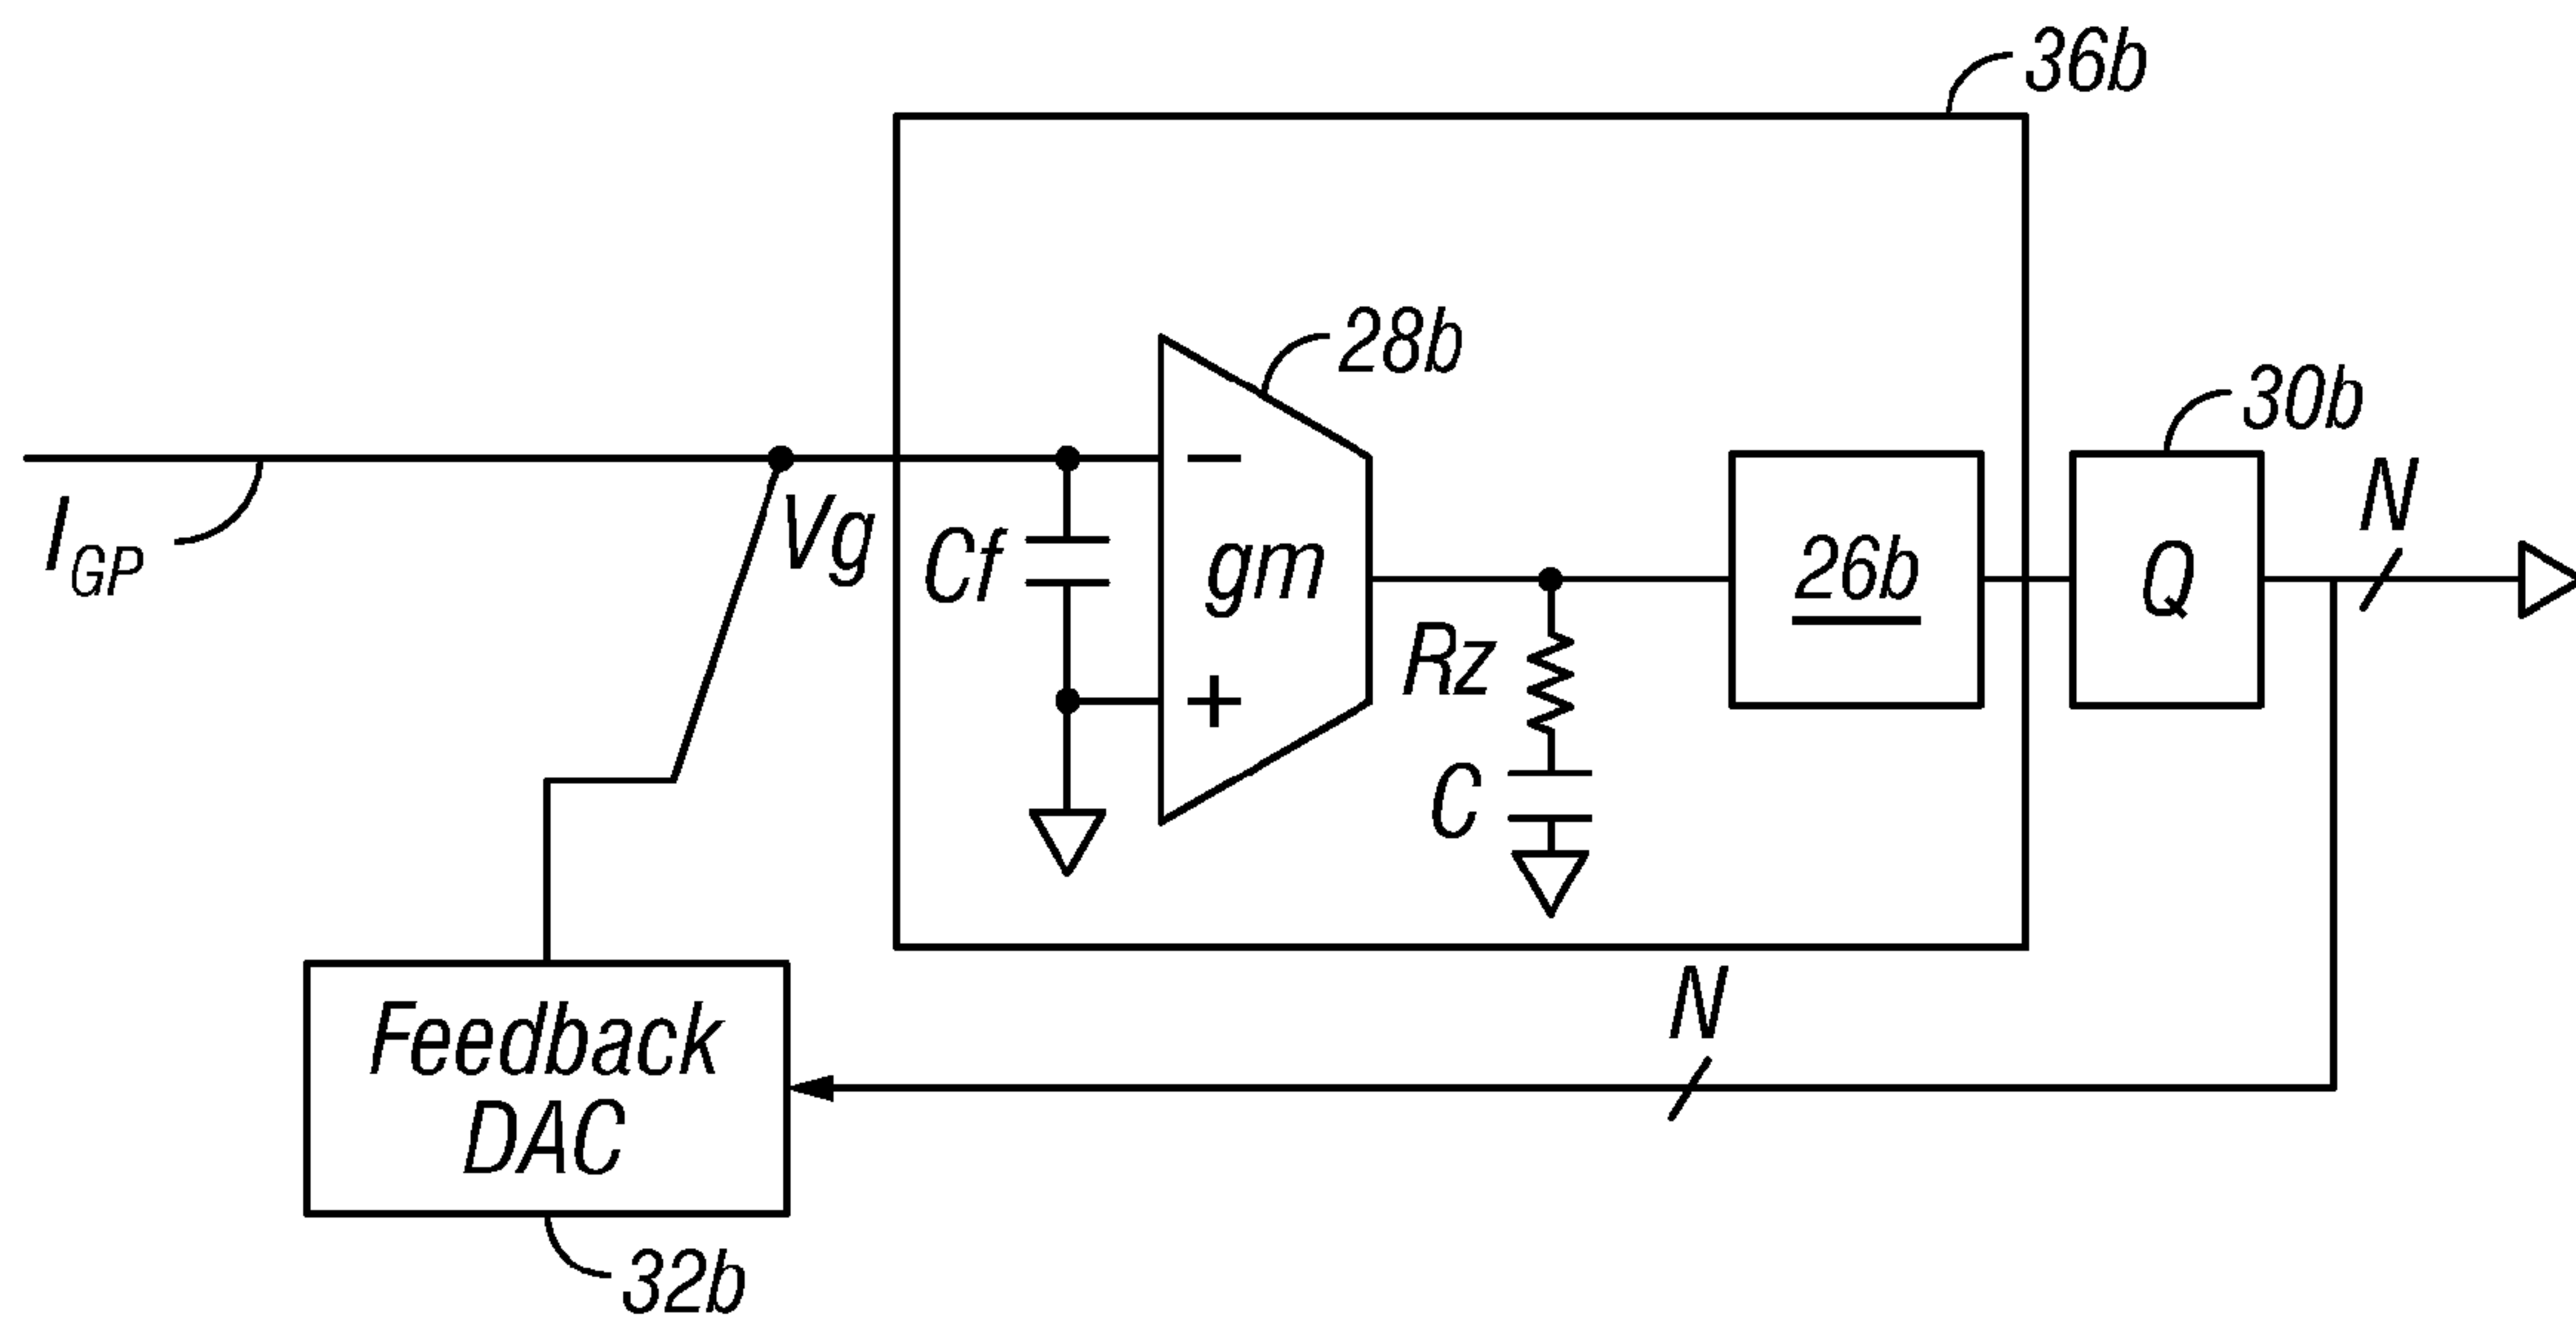 36b
28b
30b
N
I_GP
Vg
Cf
−
gm
+
Rz
C
26b
Q
N
Feedback
DAC
32b